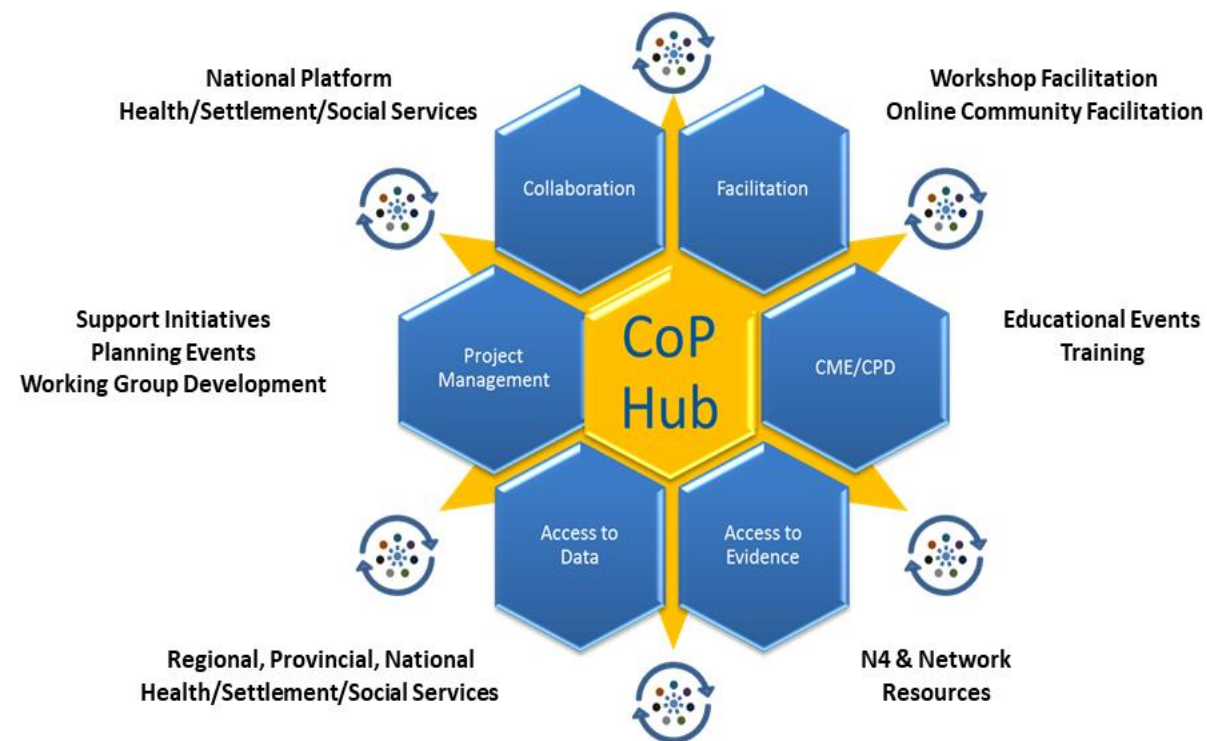 National Platform
Health/Settlement/Social Services
Workshop Facilitation
Online Community Facilitation
Collaboration
Facilitation
Support Initiatives
Planning Events
Working Group Development
Project
Management
CoP
Hub
CME/CPD
Educational Events
Training
Access to
Data
Access to
Evidence
Regional, Provincial, National
Health/Settlement/Social Services
N4 & Network
Resources